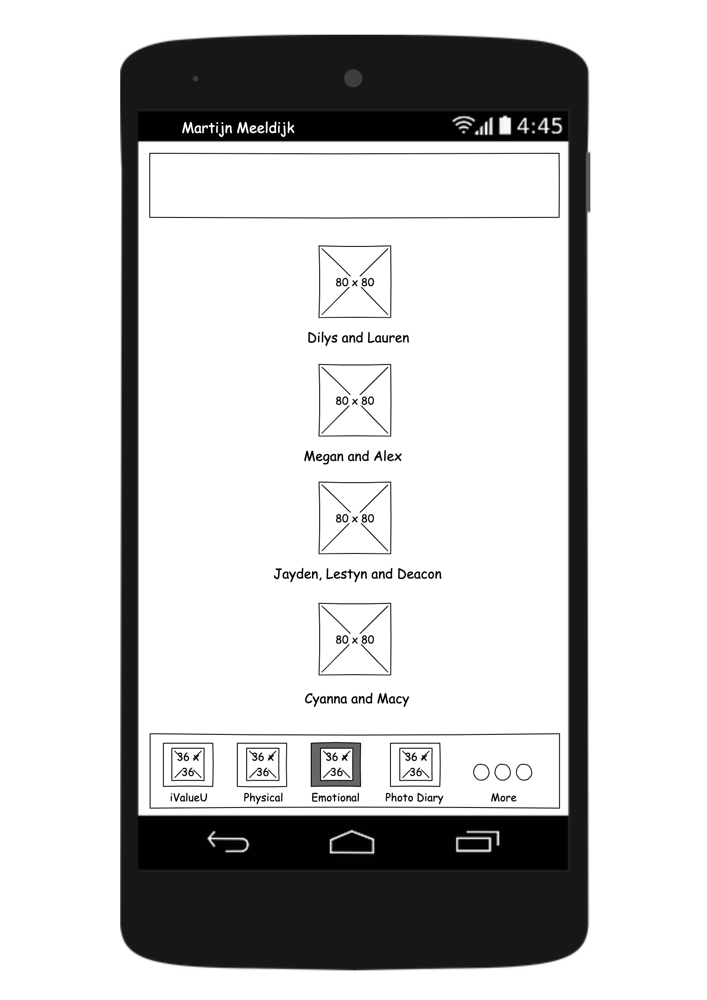 Martijn Meeldijk
4:45
80 x 80
Dilys and Lauren
80 x 80
Megan and Alex
80 x 80
Jayden, Lestyn and Deacon
80 x 80
Cyanna and Macy
36 x
36
36 x
36
36 x
36
36 x
36
iValueU
Physical
Emotional
Photo Diary
More